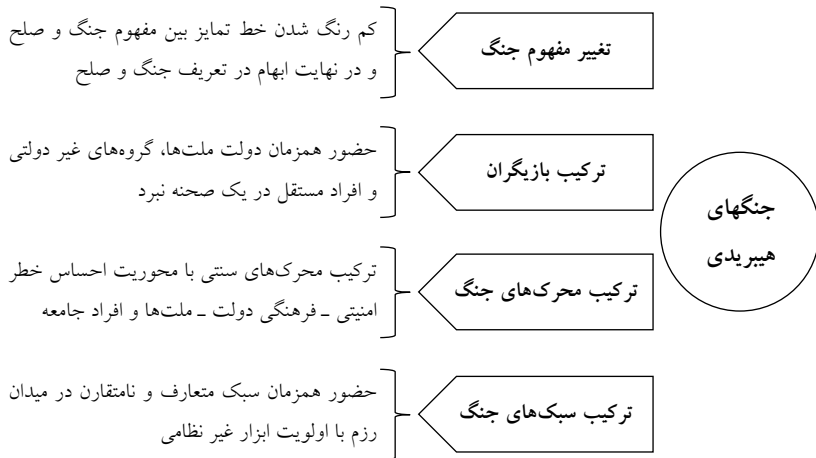 جنگهای
هیبریدی
تغییر مفهوم جنگ
کم رنگ شدن خط تمایز بین مفهوم جنگ و صلح
و در نهایت ابهام در تعریف جنگ و صلح
ترکیب بازیگران
حضور همزمان دولت ملت‌ها، گروه‌های غیر دولتی
و افراد مستقل در یک صحنه نبرد
ترکیب محرک‌های جنگ
ترکیب محرک‌های سنتی با محوریت احساس خطر
امنیتی ـ فرهنگی دولت ـ ملت‌ها و افراد جامعه
ترکیب سبک‌های جنگ
حضور همزمان سبک متعارف و نامتقارن در میدان
رزم با اولویت ابزار غیر نظامی